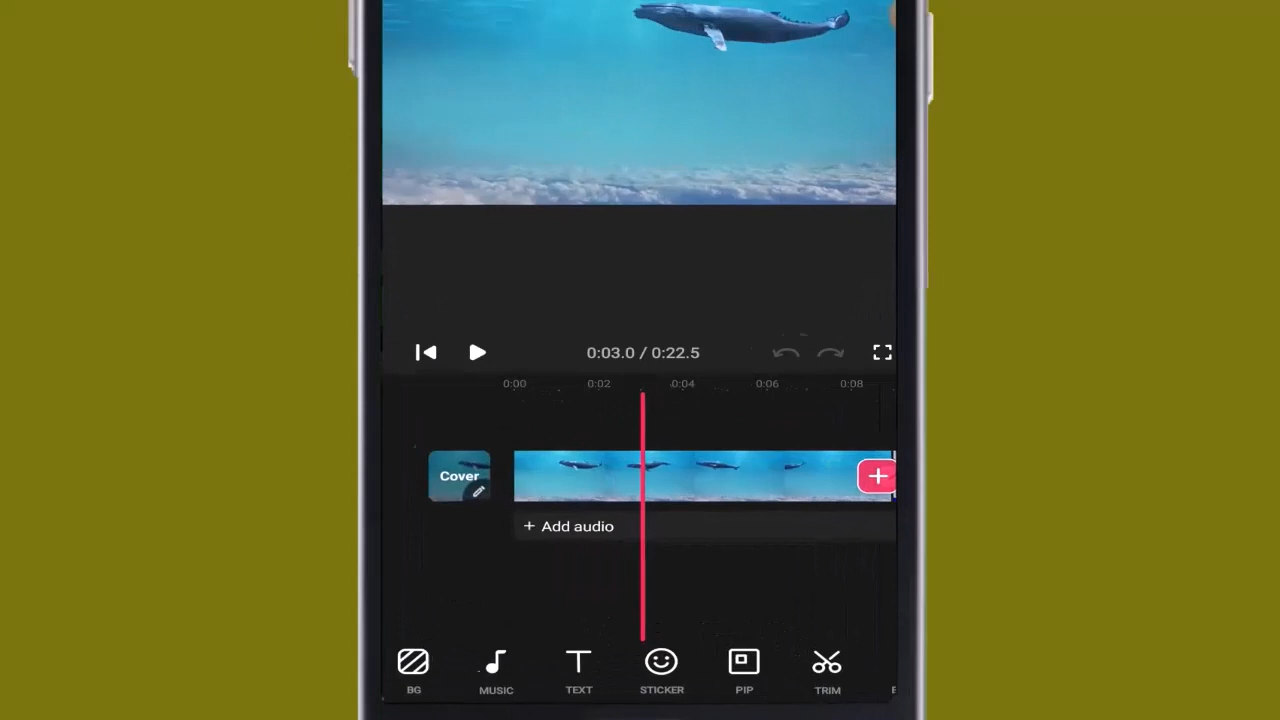 0:03.0 / 0:22.5
0:00 0:02 0:04 0:06 0:08
Cover
+ Add audio
BG MUSIC TEXT STICKER PIP TRIM